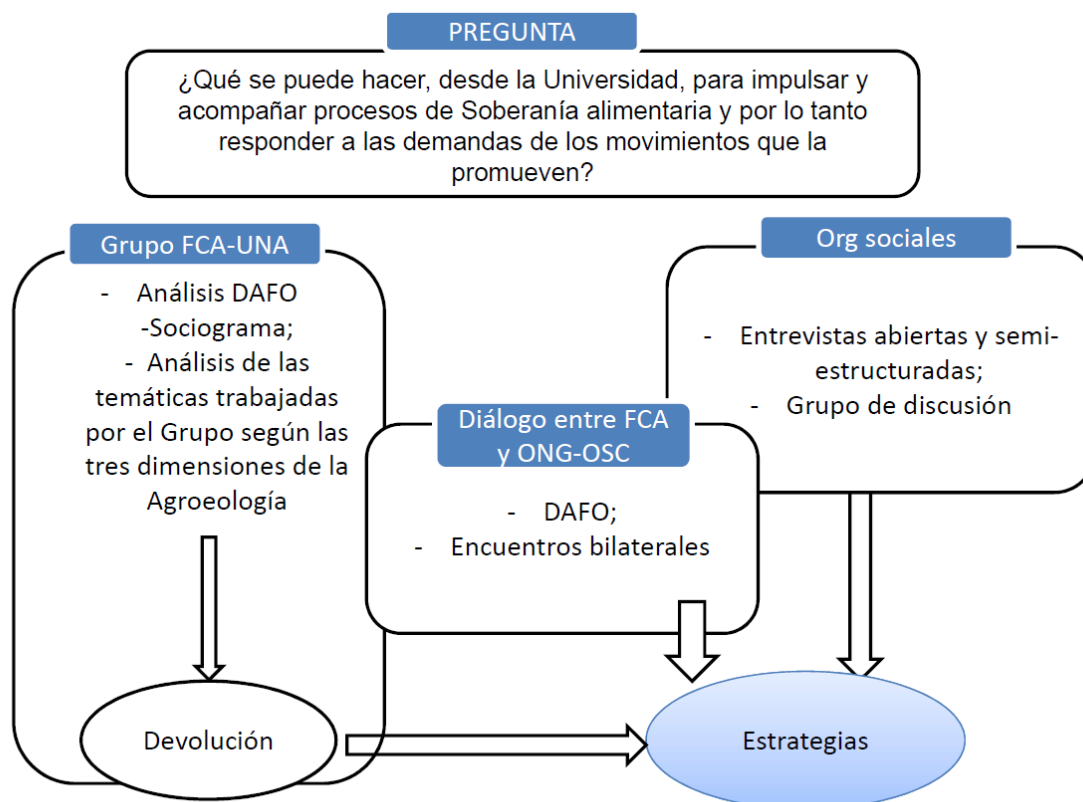 PREGUNTA
¿Qué se puede hacer, desde la Universidad, para impulsar y
acompañar procesos de Soberanía alimentaria y por lo tanto
responder a las demandas de los movimientos que la
promueven?
Grupo FCA-UNA
- Análisis DAFO
-Sociograma;
- Análisis de las
temáticas trabajadas
por el Grupo según las
tres dimensiones de la
Agroeología
Org sociales
- Entrevistas abiertas y semi-
estructuradas;
- Grupo de discusión
Diálogo entre FCA
y ONG-OSC
- DAFO;
- Encuentros bilaterales
Devolución
Estrategias